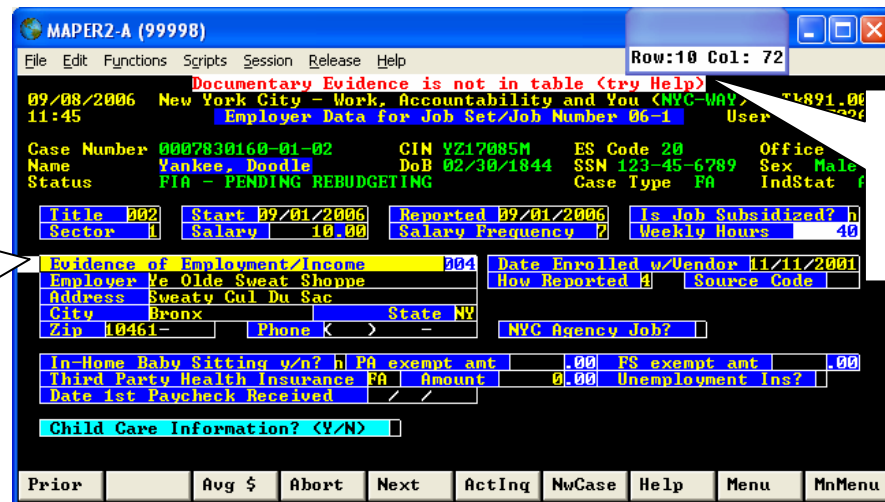 MAPER2-A (99998)
File Edit Functions Scripts Session Release Help
Row:10 Col: 72
Documentary Evidence is not in table (try Help)
09/08/2006 New York City - Work, Accountability and You (NYC-WAY)
11:45 Employer Data for Job Set/Job Number 06-1 User
Case Number 0007830160-01-02 CIN YZ17085M ES Code 20 Office
Name Yankee, Doodle DoB 02/30/1844 SSN 123-45-6789 Sex Male
Status FIA - PENDING REBUDGETING Case Type FA IndStat
Title 002 Start 09/01/2006 Reported 09/01/2006 Is Job Subsidized? n
Sector 1 Salary 10.00 Salary Frequency 7 Weekly Hours 40
Evidence of Employment/Income 004 Date Enrolled w/Vendor 11/11/2001
Employer Ye Olde Sweat Shoppe How Reported 4 Source Code
Address Sweaty Cul Du Sac
City Bronx State NY
Zip 10461- Phone ( ) - NYC Agency Job?
In-Home Baby Sitting y/n? n PA exempt amt .00 FS exempt amt .00
Third Party Health Insurance FA Amount 0.00 Unemployment Ins?
Date 1st Paycheck Received / /
Child Care Information? (Y/N)
Prior Avg $ Abort Next ActInq NwCase Help Menu MnMenu